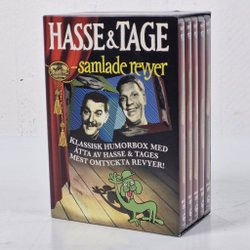 HASSE & TAGE
–samlade revyer
KLASSISK HUMORBOX MED
ÅTTA AV HASSE & TAGES
MEST OMTYCKTA REVYER!